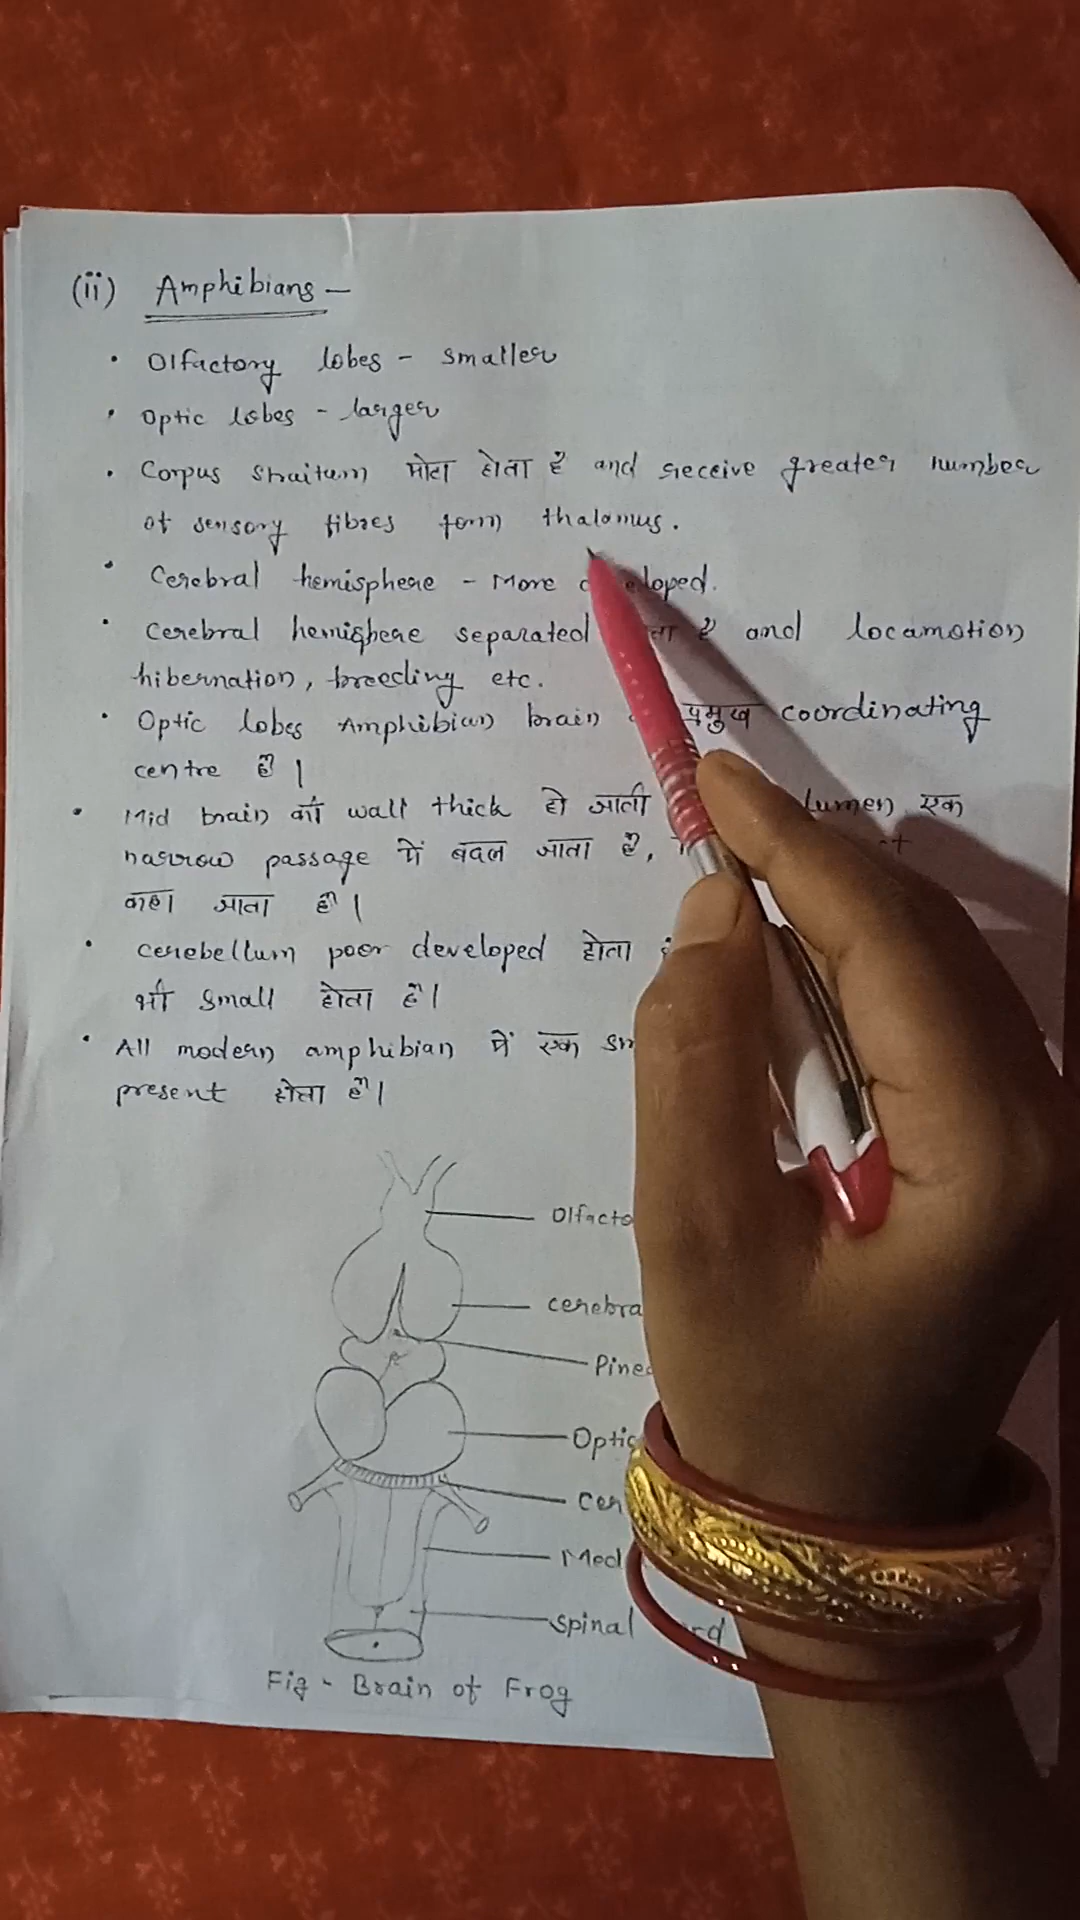 (ii) Amphibians —
• Olfactory lobes - smaller
• Optic lobes - larger
• Corpus straitum मोटा होता है and receive greater number
of sensory fibres form thalamus.
• Cerebral hemisphere - More
• Cerebral hemisphere separated है and locamotion
hibernation, breeding etc.
• Optic lobes Amphibian brain प्रमुख coordinating
centre है।
• Mid brain की wall thick हो जाती lumen एक
narrow passage में बदल जाता है,
कहा जाता है।
• Cerebellum poor developed होता
भी small होता है।
• All modern amphibian में एक
present होता है।
Olfacto
Cerebra
Pine
Optic
Cer
Med
Spinal
Fig - Brain of Frog